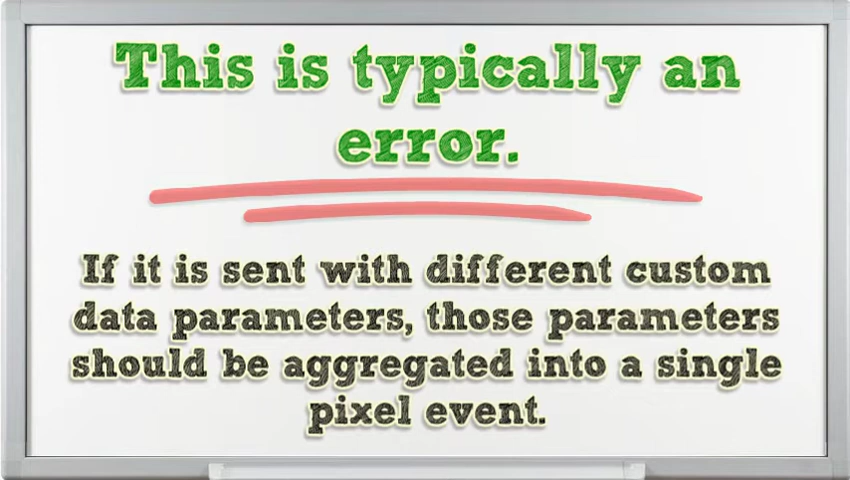 This is typically an
error.
If it is sent with different custom
data parameters, those parameters
should be aggregated into a single
pixel event.